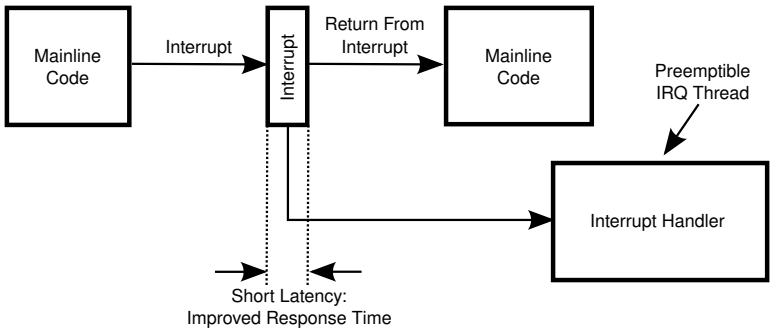 Mainline
Code
Interrupt
Interrupt
Return From
Interrupt
Mainline
Code
Preemptible
IRQ Thread
Interrupt Handler
Short Latency:
Improved Response Time